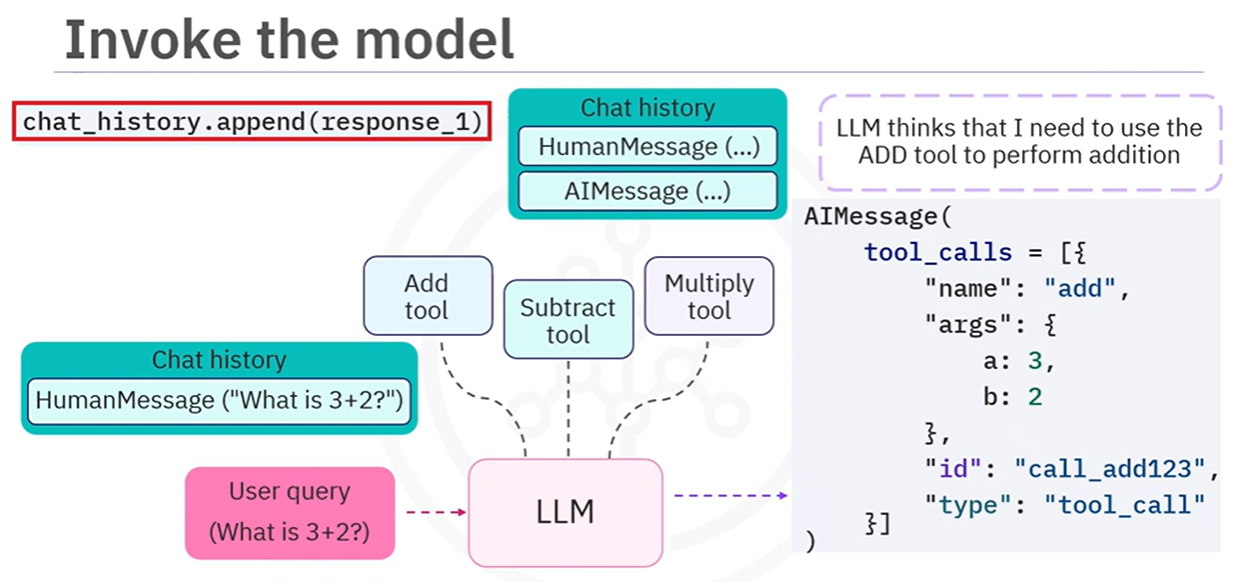 Invoke the model
chat_history.append(response_1)
Chat history
HumanMessage (...)
AIMessage (...)
LLM thinks that I need to use the
ADD tool to perform addition
Add
tool
Subtract
tool
Multiply
tool
Chat history
HumanMessage ("What is 3+2?")
User query
(What is 3+2?)
LLM
AIMessage(
    tool_calls = [{
        "name": "add",
        "args": {
            a: 3,
            b: 2
        },
        "id": "call_add123",
        "type": "tool_call"
    }]
)